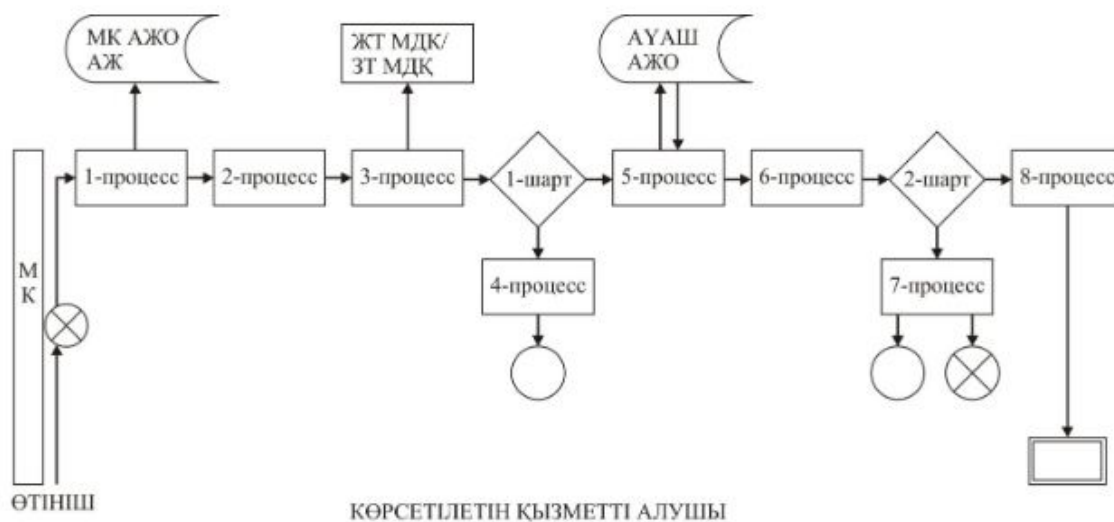 МК АЖО
АЖ
ЖТ МДК/
ЗТ МДҚ
АҮАШ
АЖО
1-процесс
2-процесс
3-процесс
1-шарт
5-процесс
6-процесс
2-шарт
8-процесс
М
К
4-процесс
7-процесс
ӨТІНІШ
КӨРСЕТІЛЕТІН ҚЫЗМЕТТІ АЛУШЫ